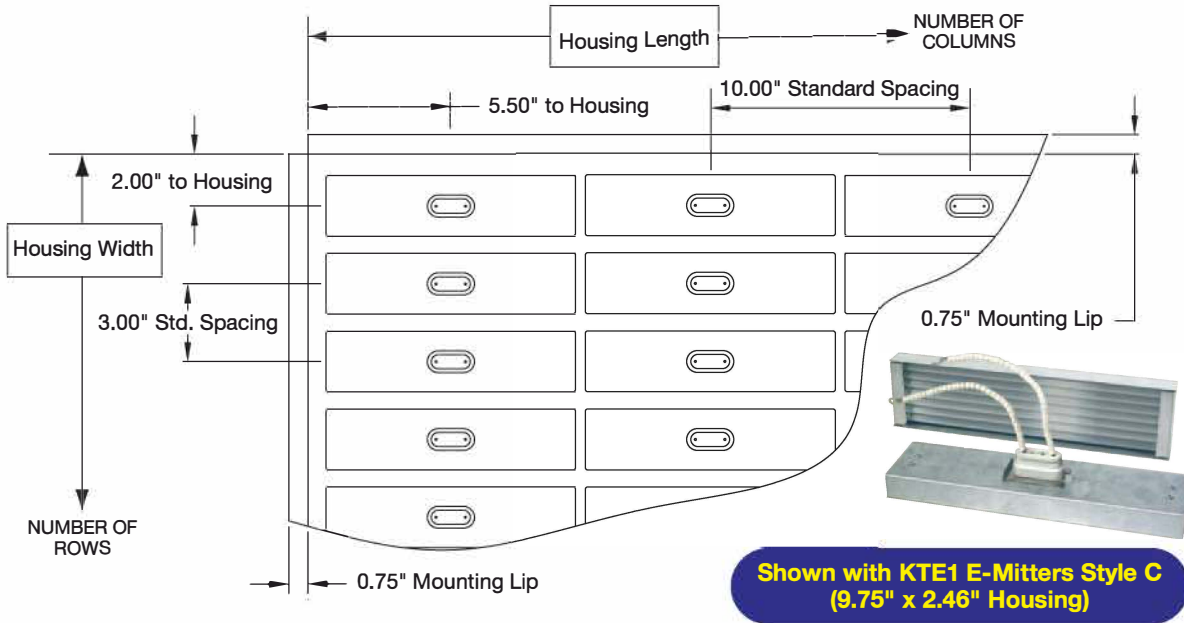 Housing Length
NUMBER OF
COLUMNS
5.50" to Housing
10.00" Standard Spacing
2.00" to Housing
Housing Width
3.00" Std. Spacing
0.75" Mounting Lip
NUMBER OF
ROWS
0.75" Mounting Lip
Shown with KTE1 E-Mitters Style C
(9.75" x 2.46" Housing)